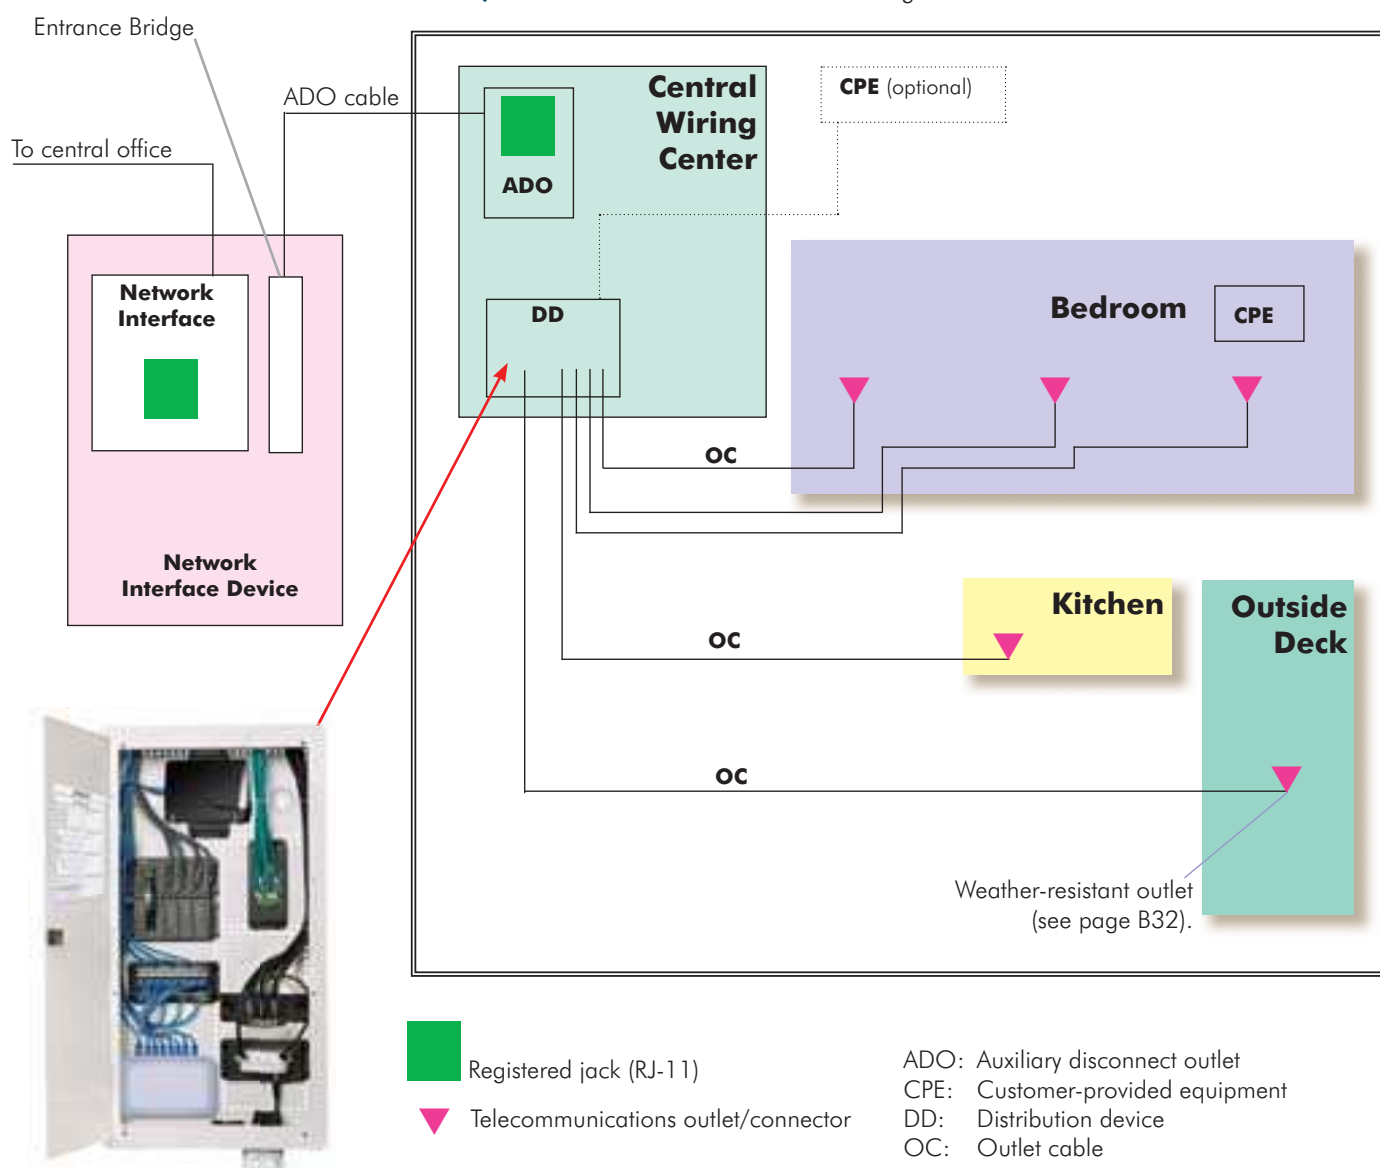 Entrance Bridge
ADO cable
To central office
Central
Wiring
Center
CPE (optional)
ADO
Network
Interface
DD
Bedroom
CPE
OC
Network
Interface Device
Kitchen
Outside
Deck
OC
OC
Weather-resistant outlet
(see page B32).
Registered jack (RJ-11)
Telecommunications outlet/connector
ADO: Auxiliary disconnect outlet
CPE: Customer-provided equipment
DD: Distribution device
OC: Outlet cable